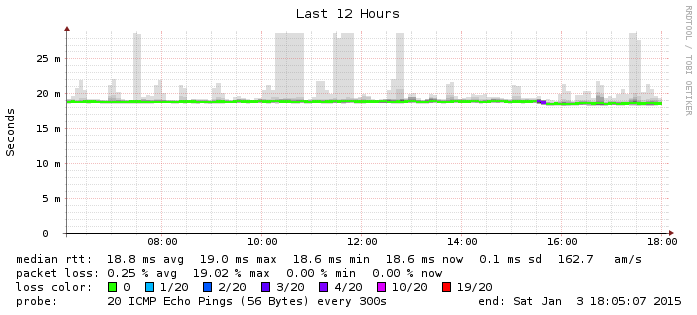 Last 12 Hours
RRDTOOL / TOBI OETIKER
Seconds
25 m
20 m
15 m
10 m
5 m
0
08:00 10:00 12:00 14:00 16:00 18:00
median rtt: 18.8 ms avg 19.0 ms max 18.6 ms min 18.6 ms now 0.1 ms sd 162.7 am/s
packet loss: 0.25 % avg 19.02 % max 0.00 % min 0.00 % now
loss color: 0 1/20 2/20 3/20 4/20 10/20 19/20
probe: 20 ICMP Echo Pings (56 Bytes) every 300s end: Sat Jan 3 18:05:07 2015